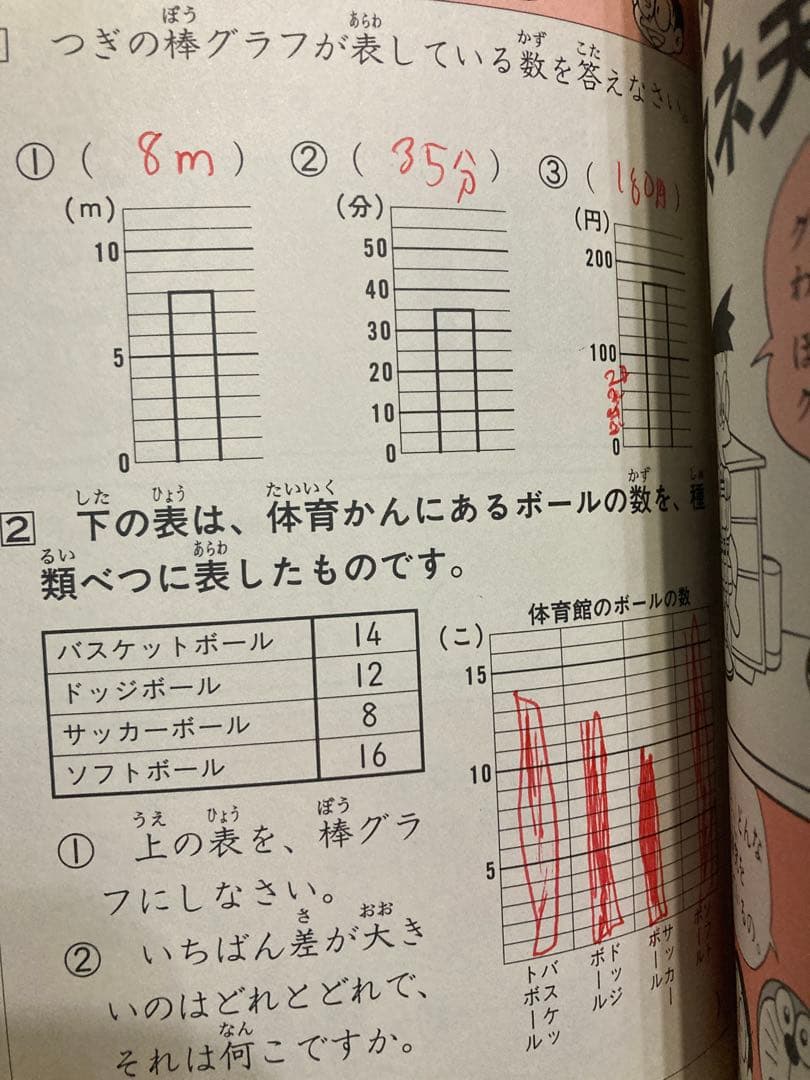 つぎの棒グラフが表している数を答えなさい。
① ( 8m ) ② ( 35分 ) ③ ( 180円 )
(m) (分) (円)
10
5
0
50
40
30
20
10
0
200
100
20
0
2 下の表は、体育かんにあるボールの数を、種
類べつに表したものです。
バスケットボール 14
ドッジボール 12
サッカーボール 8
ソフトボール 16
体育館のボールの数
(こ)
15
10
5
バスケットボール
ドッジボール
サッカーボール
① 上の表を、棒グラ
フにしなさい。
② いちばん差が大き
いのはどれとどれで、
それは何こですか。